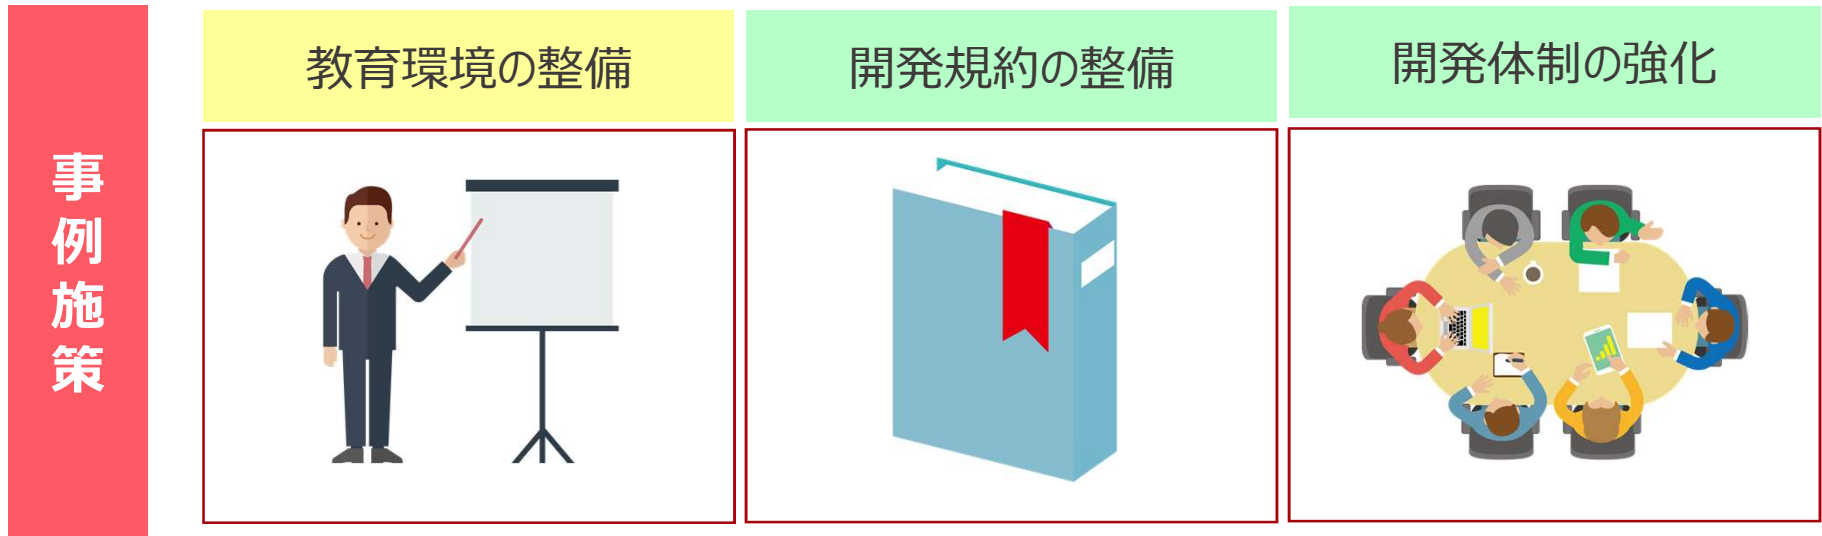 事例施策
教育環境の整備
開発規約の整備
開発体制の強化